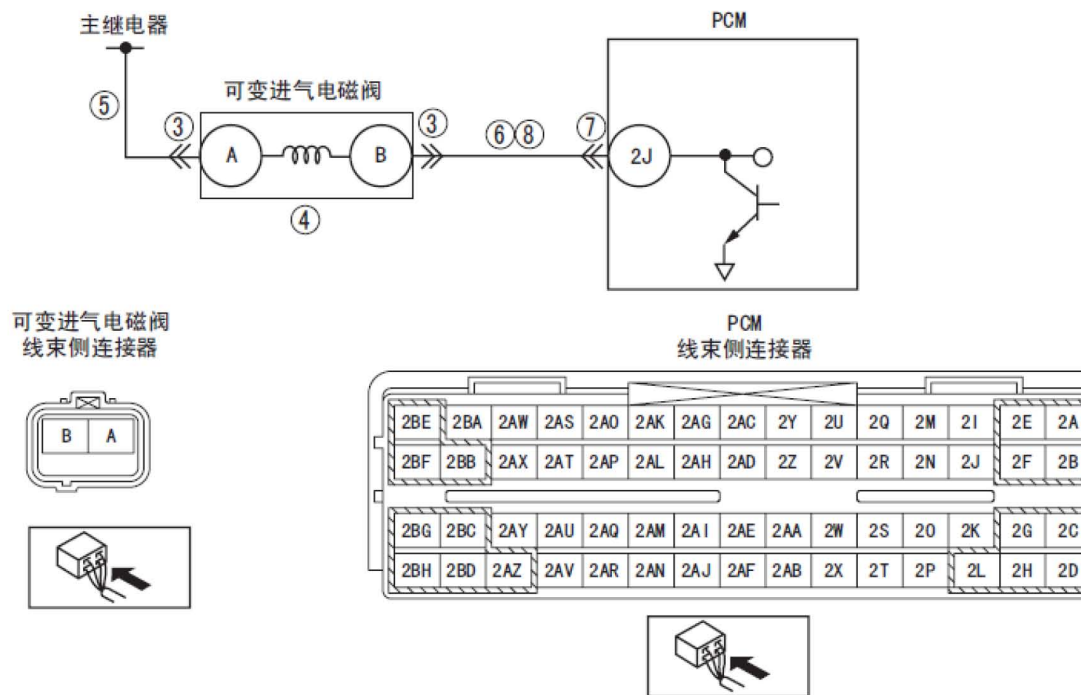 主继电器
PCM
⑤
可变进气电磁阀
③
③
⑥⑧
⑦
A
B
2J
④
可变进气电磁阀
线束侧连接器
B A
PCM
线束侧连接器
2BE 2BA 2AW 2AS 2AO 2AK 2AG 2AC 2Y 2U 2Q 2M 2I 2E 2A
2BF 2BB 2AX 2AT 2AP 2AL 2AH 2AD 2Z 2V 2R 2N 2J 2F 2B
2BG 2BC 2AY 2AU 2AQ 2AM 2AI 2AE 2AA 2W 2S 2O 2K 2G 2C
2BH 2BD 2AZ 2AV 2AR 2AN 2AJ 2AF 2AB 2X 2T 2P 2L 2H 2D